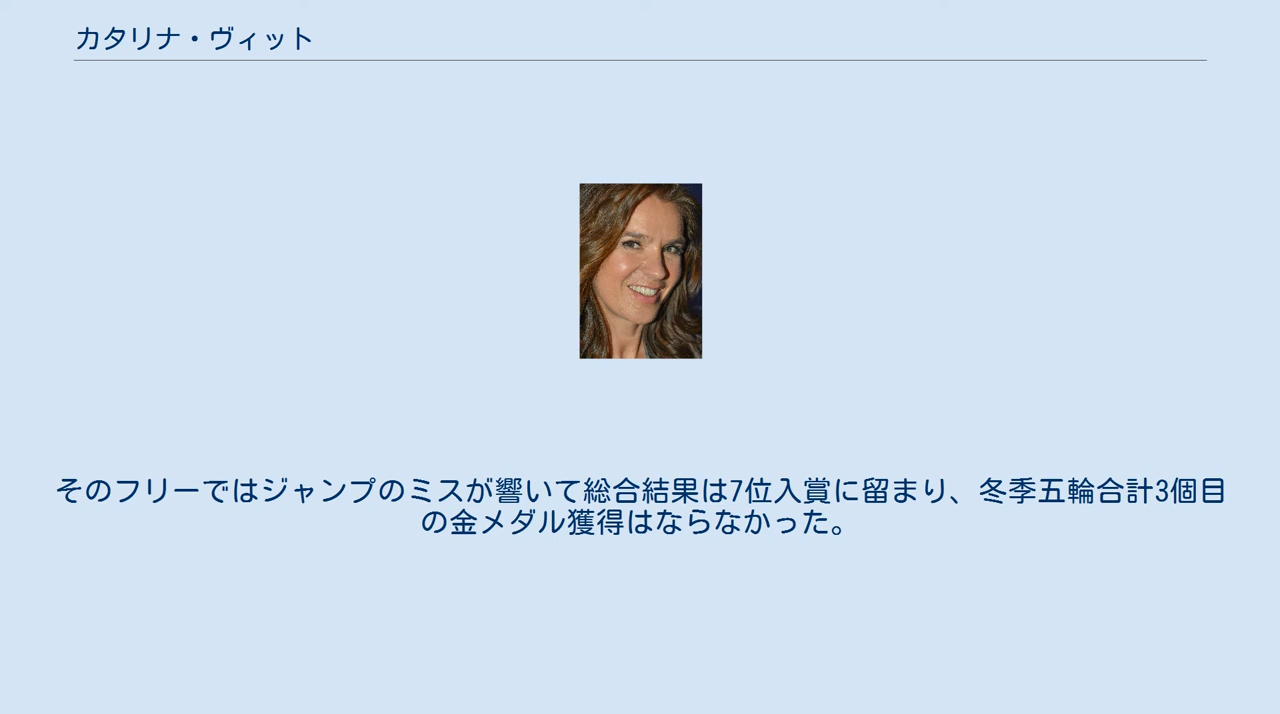 カタリナ・ヴィット
そのフリーではジャンプのミスが響いて総合結果は7位入賞に留まり、冬季五輪合計3個目
の金メダル獲得はならなかった。